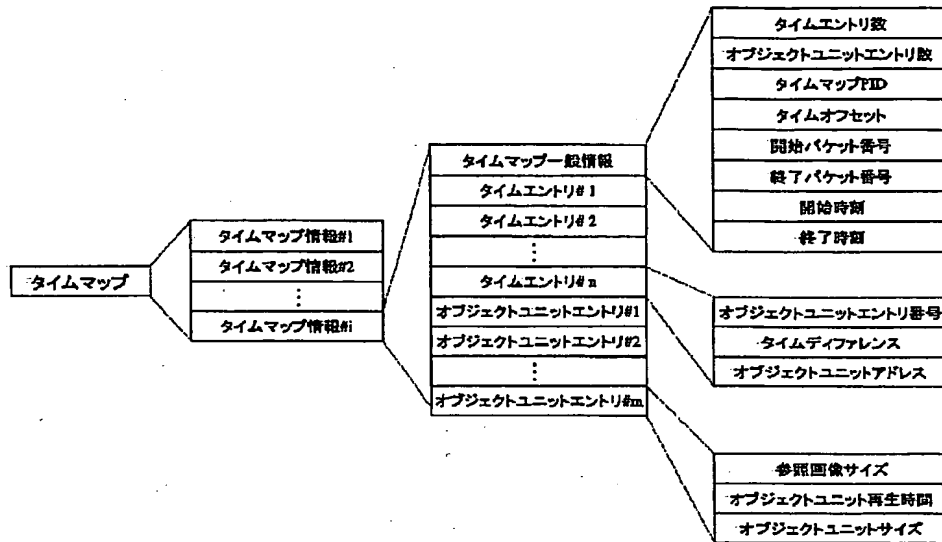 タイムマップ
タイムマップ情報#1
タイムマップ情報#2
⋮
タイムマップ情報#i
タイムマップ一般情報
タイムエントリ#1
タイムエントリ#2
⋮
タイムエントリ#n
オブジェクトユニットエントリ#1
オブジェクトユニットエントリ#2
⋮
オブジェクトユニットエントリ#m
タイムエントリ数
オブジェクトユニットエントリ数
タイムマップPID
タイムオフセット
開始パケット番号
終了パケット番号
開始時刻
終了時刻
オブジェクトユニットエントリ番号
タイムディファレンス
オブジェクトユニットアドレス
参照画像サイズ
オブジェクトユニット再生時間
オブジェクトユニットサイズ